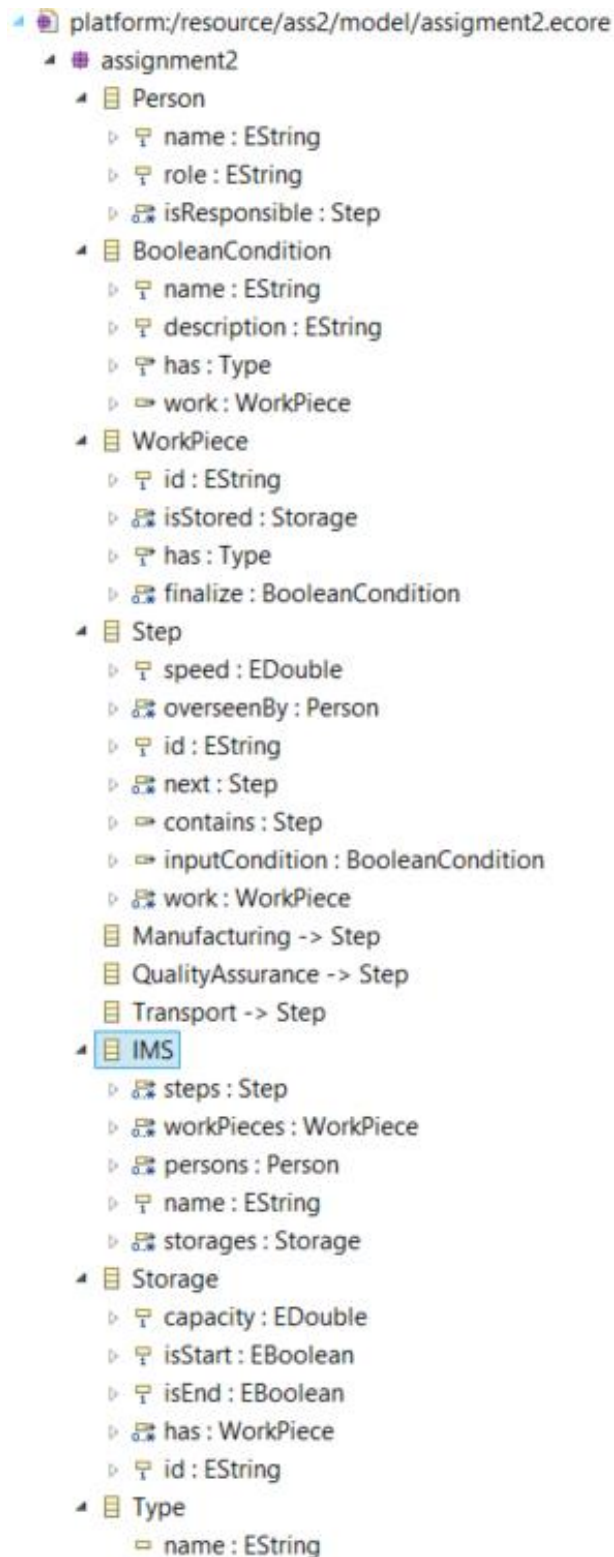 platform:/resource/ass2/model/assigment2.ecore
assignment2
Person
name : EString
role : EString
isResponsible : Step
BooleanCondition
name : EString
description : EString
has : Type
work : WorkPiece
WorkPiece
id : EString
isStored : Storage
has : Type
finalize : BooleanCondition
Step
speed : EDouble
overseenBy : Person
id : EString
next : Step
contains : Step
inputCondition : BooleanCondition
work : WorkPiece
Manufacturing -> Step
QualityAssurance -> Step
Transport -> Step
IMS
steps : Step
workPieces : WorkPiece
persons : Person
name : EString
storages : Storage
Storage
capacity : EDouble
isStart : EBoolean
isEnd : EBoolean
has : WorkPiece
id : EString
Type
name : EString